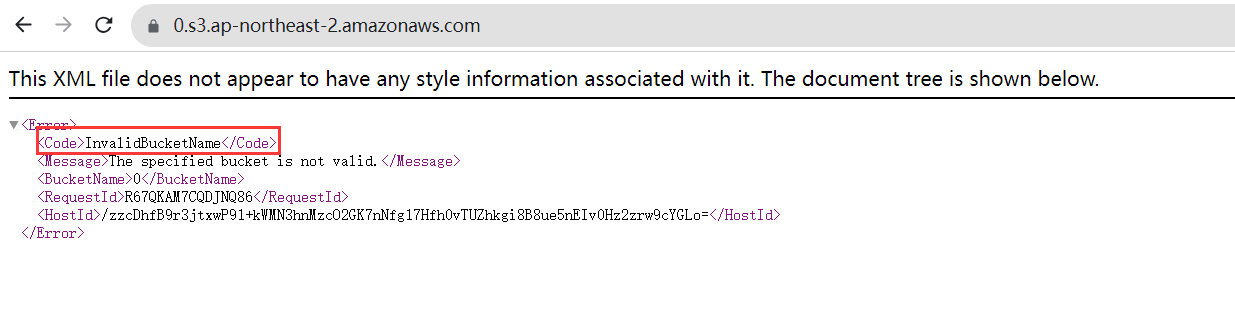 0.s3.ap-northeast-2.amazonaws.com
This XML file does not appear to have any style information associated with it. The document tree is shown below.
<Error>
<Code>InvalidBucketName</Code>
<Message>The specified bucket is not valid.</Message>
<BucketName>0</BucketName>
<RequestId>R67QKAM7CQDJNQ86</RequestId>
<HostId>/zzcDhfB9r3jtxwP9l+kWMN3hnMzcO2GK7nNfg17Hfh0vTUZhkgi8B8ue5nEIv0Hz2zrw9cYGLo=</HostId>
</Error>